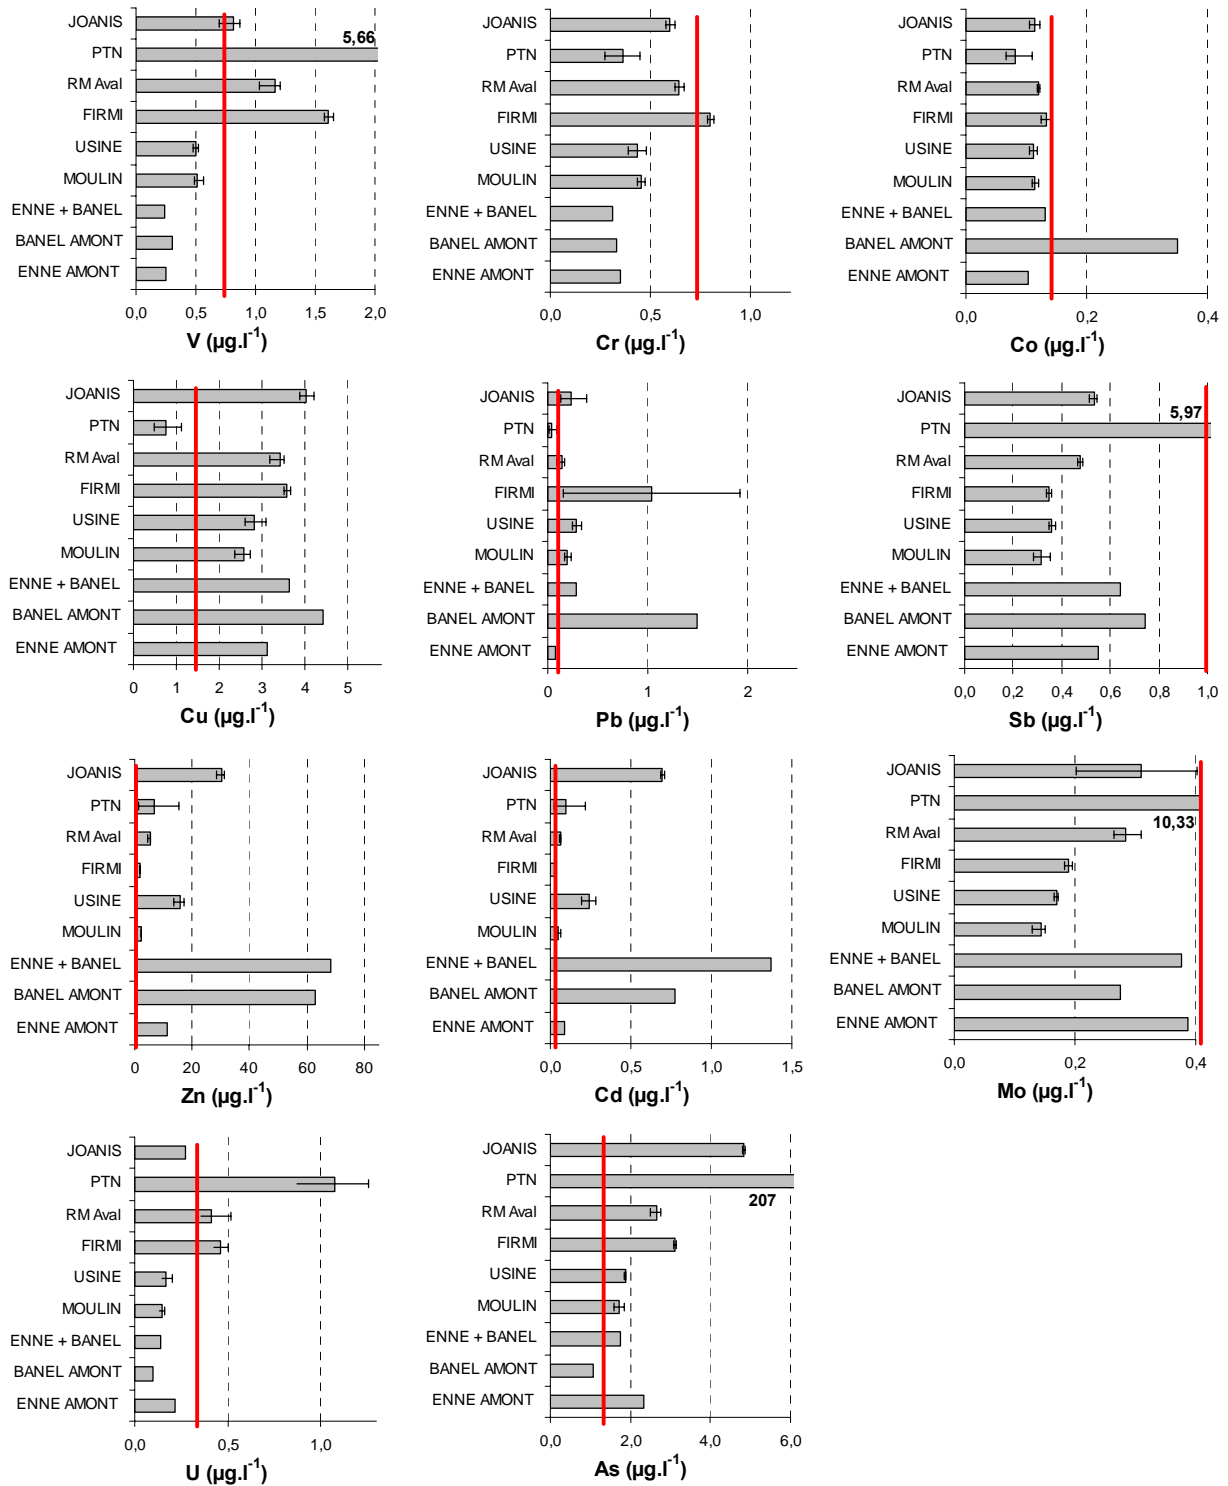 JOANIS
5,66
PTN
RM Aval
FIRMI
USINE
MOULIN
ENNE + BANEL
BANEL AMONT
ENNE AMONT
0,0 0,5 1,0 1,5 2,0
V (µg.l-1)
JOANIS
PTN
RM Aval
FIRMI
USINE
MOULIN
ENNE + BANEL
BANEL AMONT
ENNE AMONT
0,0 0,5 1,0
Cr (µg.l-1)
JOANIS
PTN
RM Aval
FIRMI
USINE
MOULIN
ENNE + BANEL
BANEL AMONT
ENNE AMONT
0,0 0,2 0,4
Co (µg.l-1)
JOANIS
PTN
RM Aval
FIRMI
USINE
MOULIN
ENNE + BANEL
BANEL AMONT
ENNE AMONT
0 1 2 3 4 5
Cu (µg.l-1)
JOANIS
PTN
RM Aval
FIRMI
USINE
MOULIN
ENNE + BANEL
BANEL AMONT
ENNE AMONT
0 1 2
Pb (µg.l-1)
JOANIS
5,97
PTN
RM Aval
FIRMI
USINE
MOULIN
ENNE + BANEL
BANEL AMONT
ENNE AMONT
0,0 0,2 0,4 0,6 0,8 1,0
Sb (µg.l-1)
JOANIS
PTN
RM Aval
FIRMI
USINE
MOULIN
ENNE + BANEL
BANEL AMONT
ENNE AMONT
0 20 40 60 80
Zn (µg.l-1)
JOANIS
PTN
RM Aval
FIRMI
USINE
MOULIN
ENNE + BANEL
BANEL AMONT
ENNE AMONT
0,0 0,5 1,0 1,5
Cd (µg.l-1)
JOANIS
PTN
10,33
RM Aval
FIRMI
USINE
MOULIN
ENNE + BANEL
BANEL AMONT
ENNE AMONT
0,0 0,2 0,4
Mo (µg.l-1)
JOANIS
PTN
RM Aval
FIRMI
USINE
MOULIN
ENNE + BANEL
BANEL AMONT
ENNE AMONT
0,0 0,5 1,0
U (µg.l-1)
JOANIS
PTN
207
RM Aval
FIRMI
USINE
MOULIN
ENNE + BANEL
BANEL AMONT
ENNE AMONT
0,0 2,0 4,0 6,0
As (µg.l-1)